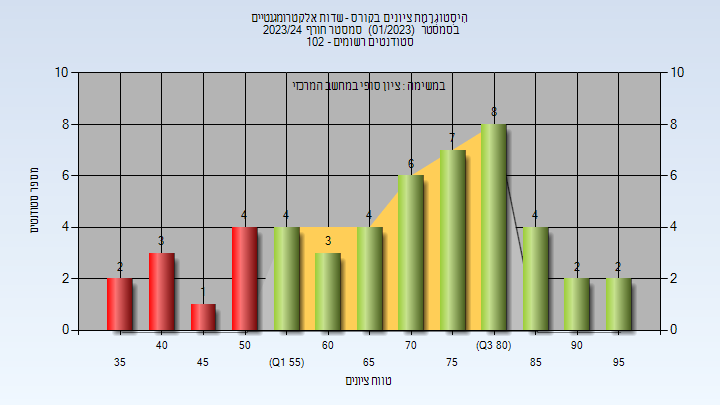 הִיסְטוֹגְרָמַת ציונים בקורס - שדות אלקטרומגנטיים
בסמסטר (01/2023) סמסטר חורף 2023/24
סטודנטים רשומים - 102
במשימה : ציון סופי במחשב המרכזי
מספר סטודנטים
10 10
8 8
6 6
4 4
2 2
0 0
2 3 1 4 4 3 4 6 7 8 4 2 2
40 50 60 70 (Q3 80) 90
35 45 (Q1 55) 65 75 85 95
טווח ציונים